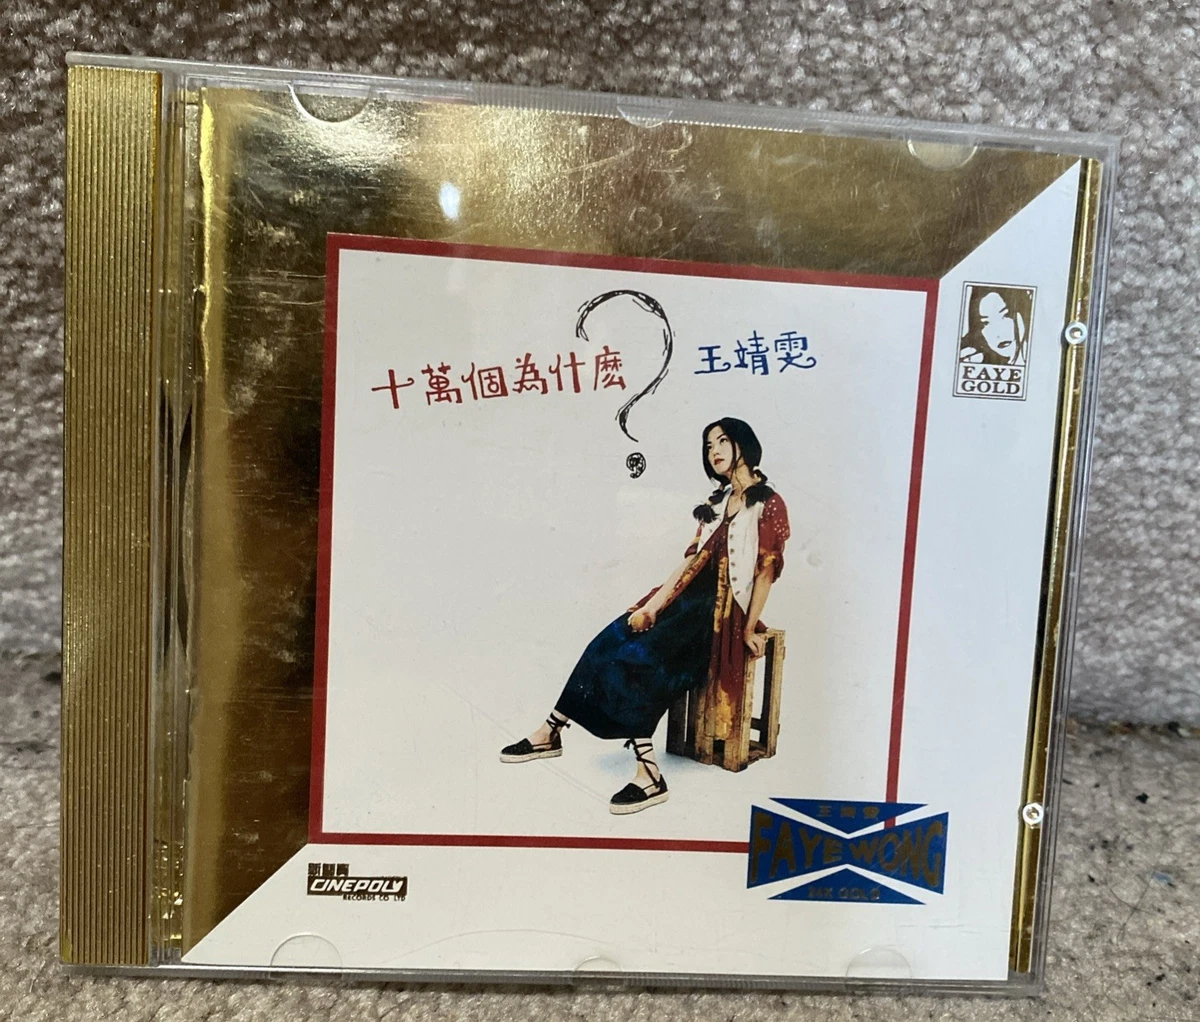 十萬個為什麽?
王靖雯
FAYE
GOLD
王靖雯
FAYE WONG
24K GOLD
新藝寶
CINEPOLY
RECORDS CO LTD